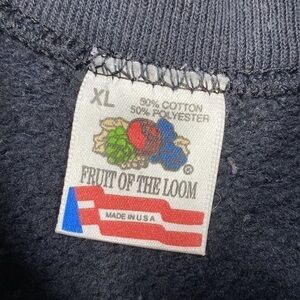 XL
50% COTTON
50% POLYESTER
®
FRUIT OF THE LOOM
MADE IN U.S.A